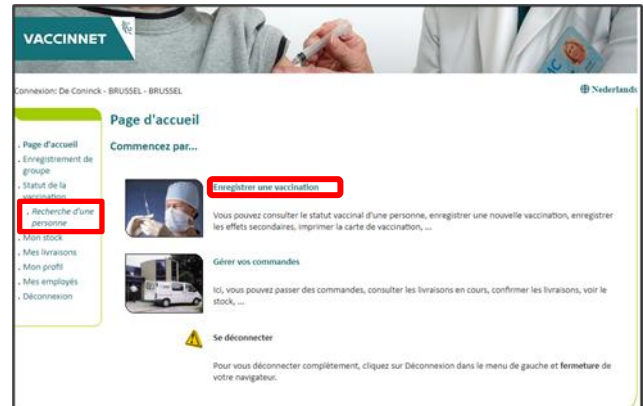 VACCINNET
Connexion: De Coninck - BRUSSEL - BRUSSEL
Nederlands
Page d'accueil
. Page d'accueil
. Enregistrement de
groupe
. Statut de la
vaccination
. Recherche d'une
personne
. Mon stock
. Mes livraisons
. Mon profil
. Mes employés
. Déconnexion
Commencez par...
Enregistrer une vaccination
Vous pouvez consulter le statut vaccinal d'une personne, enregistrer une nouvelle vaccination, enregistrer
les effets secondaires, imprimer la carte de vaccination, ...
Gérer vos commandes
Ici, vous pouvez passer des commandes, consulter les livraisons en cours, confirmer les livraisons, voir le
stock, ...
Se déconnecter
Pour vous déconnecter complètement, cliquez sur Déconnexion dans le menu de gauche et fermeture de
votre navigateur.